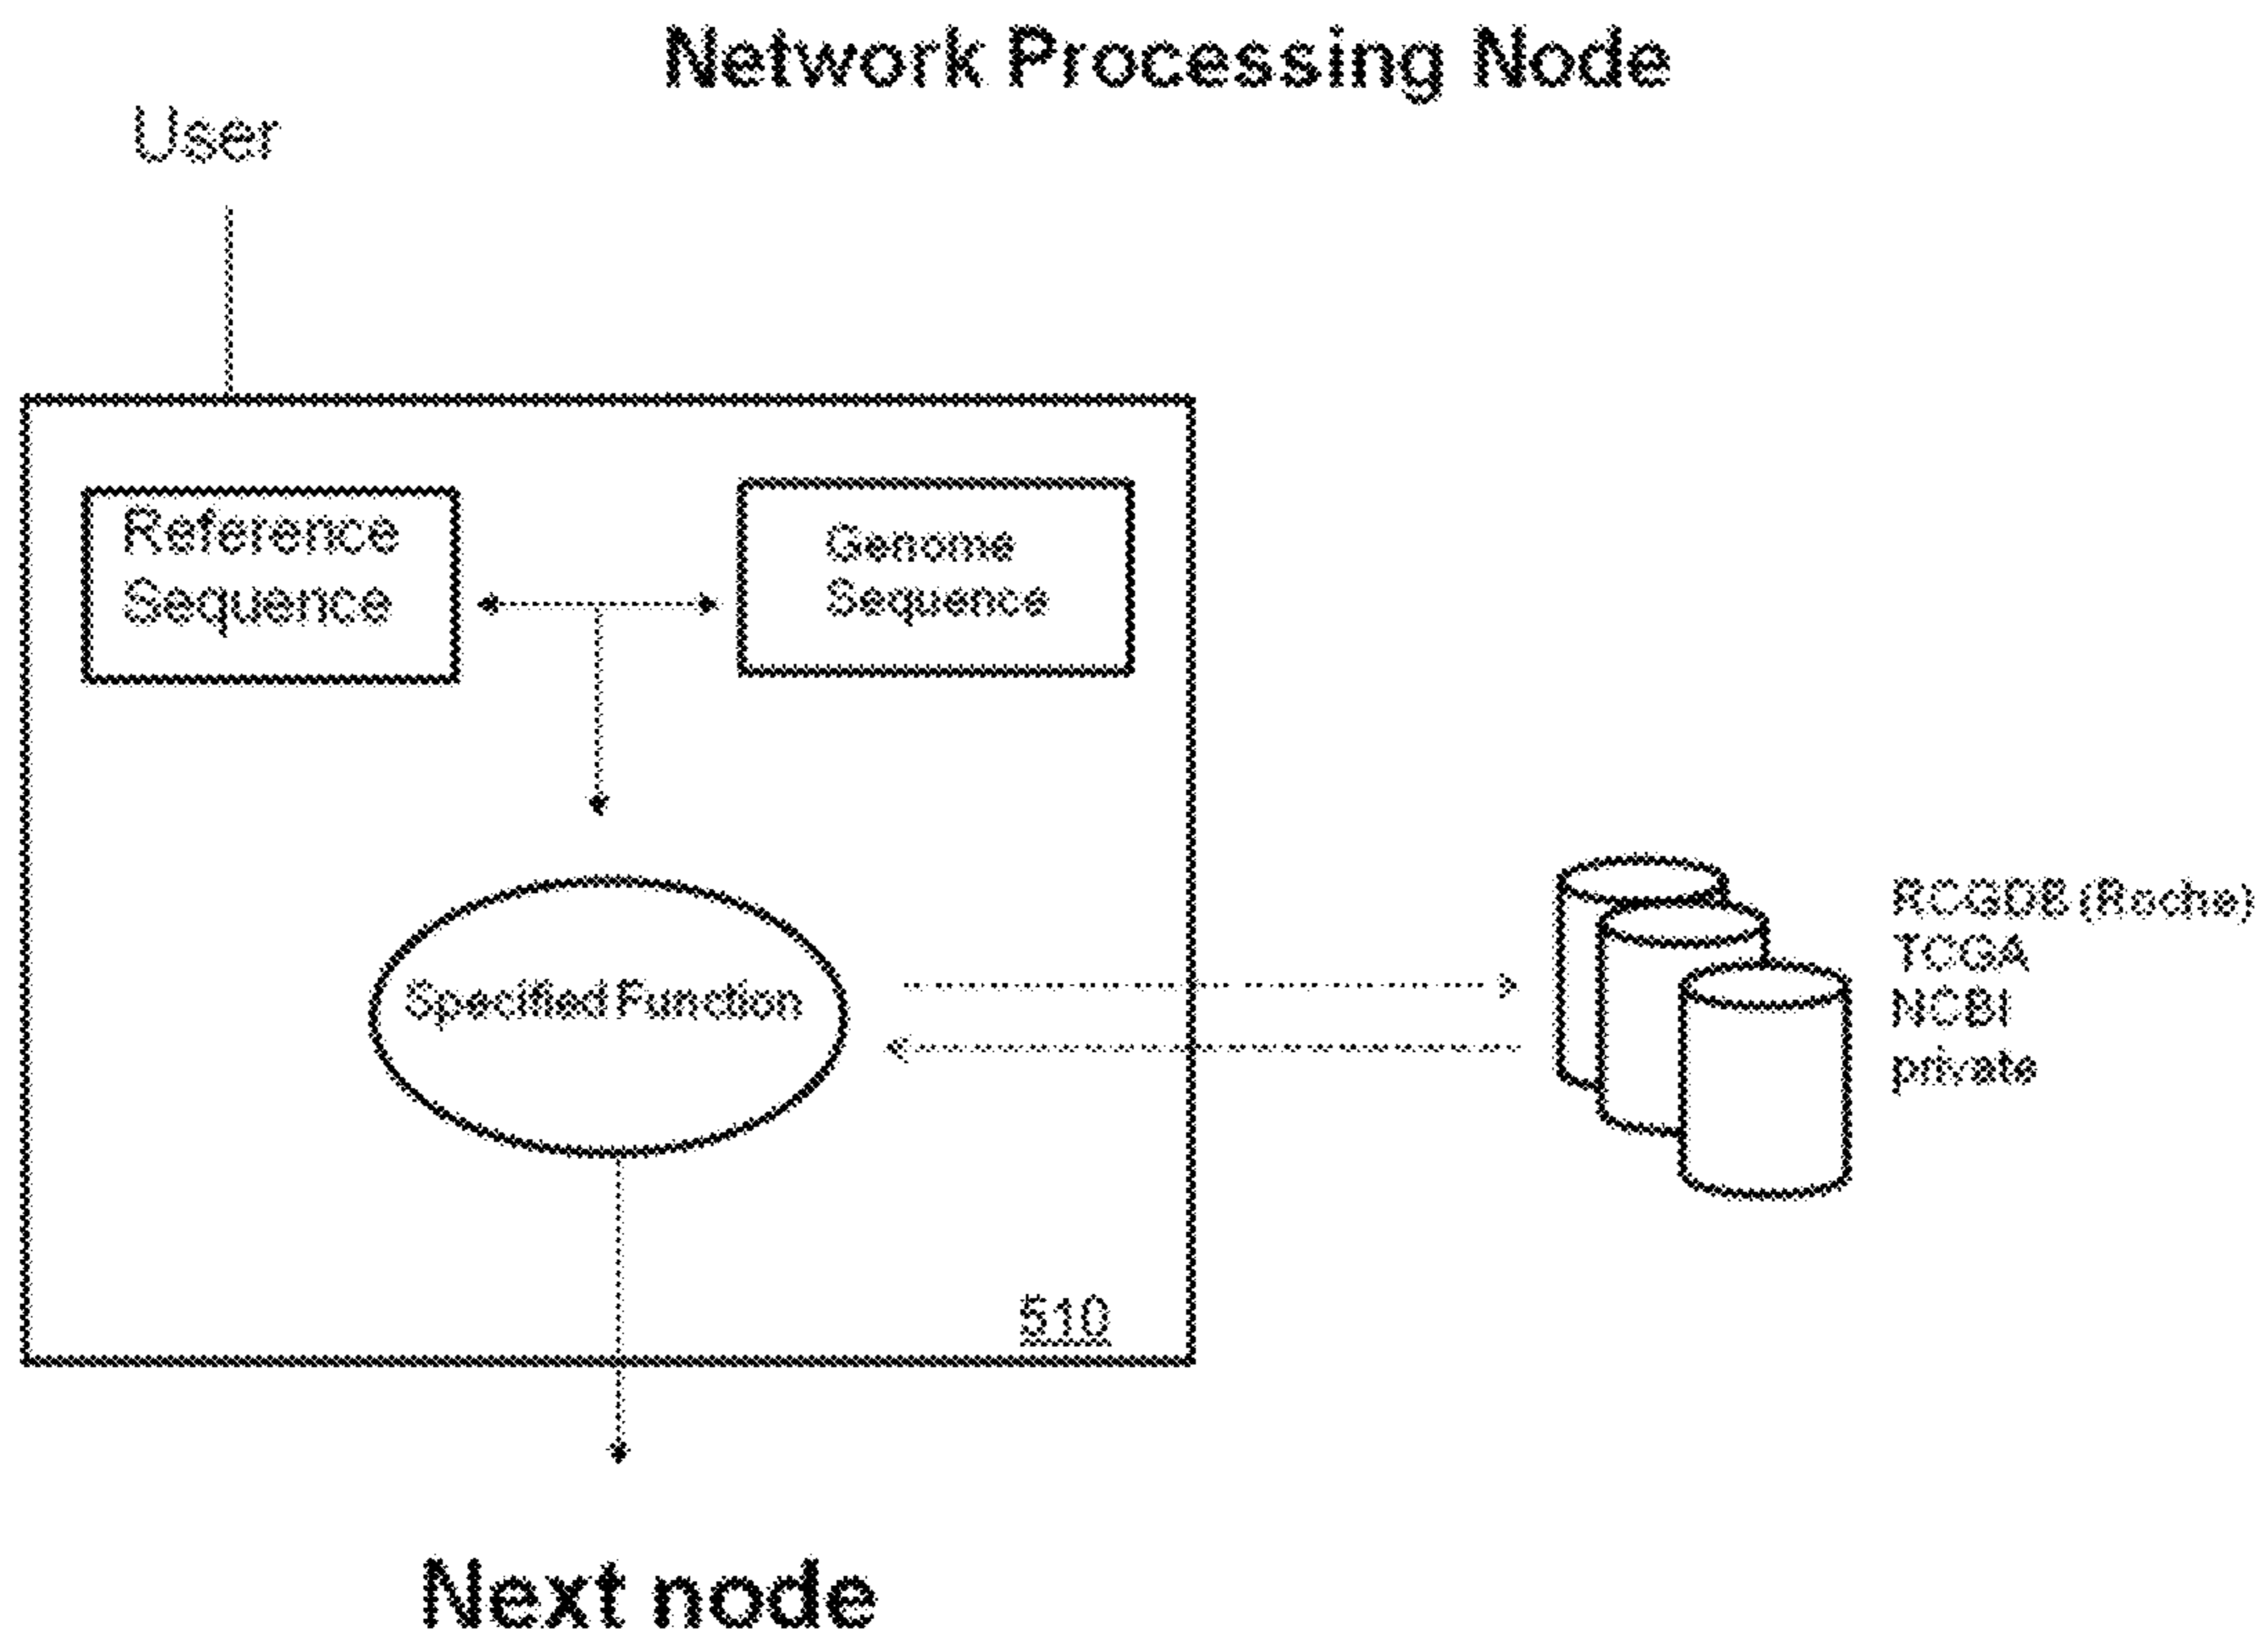 Network Processing Node
User
Reference
Sequence
Genome
Sequence
Specified Function
RCGDB (Roche)
TCGA
NCBI
private
510
Next node